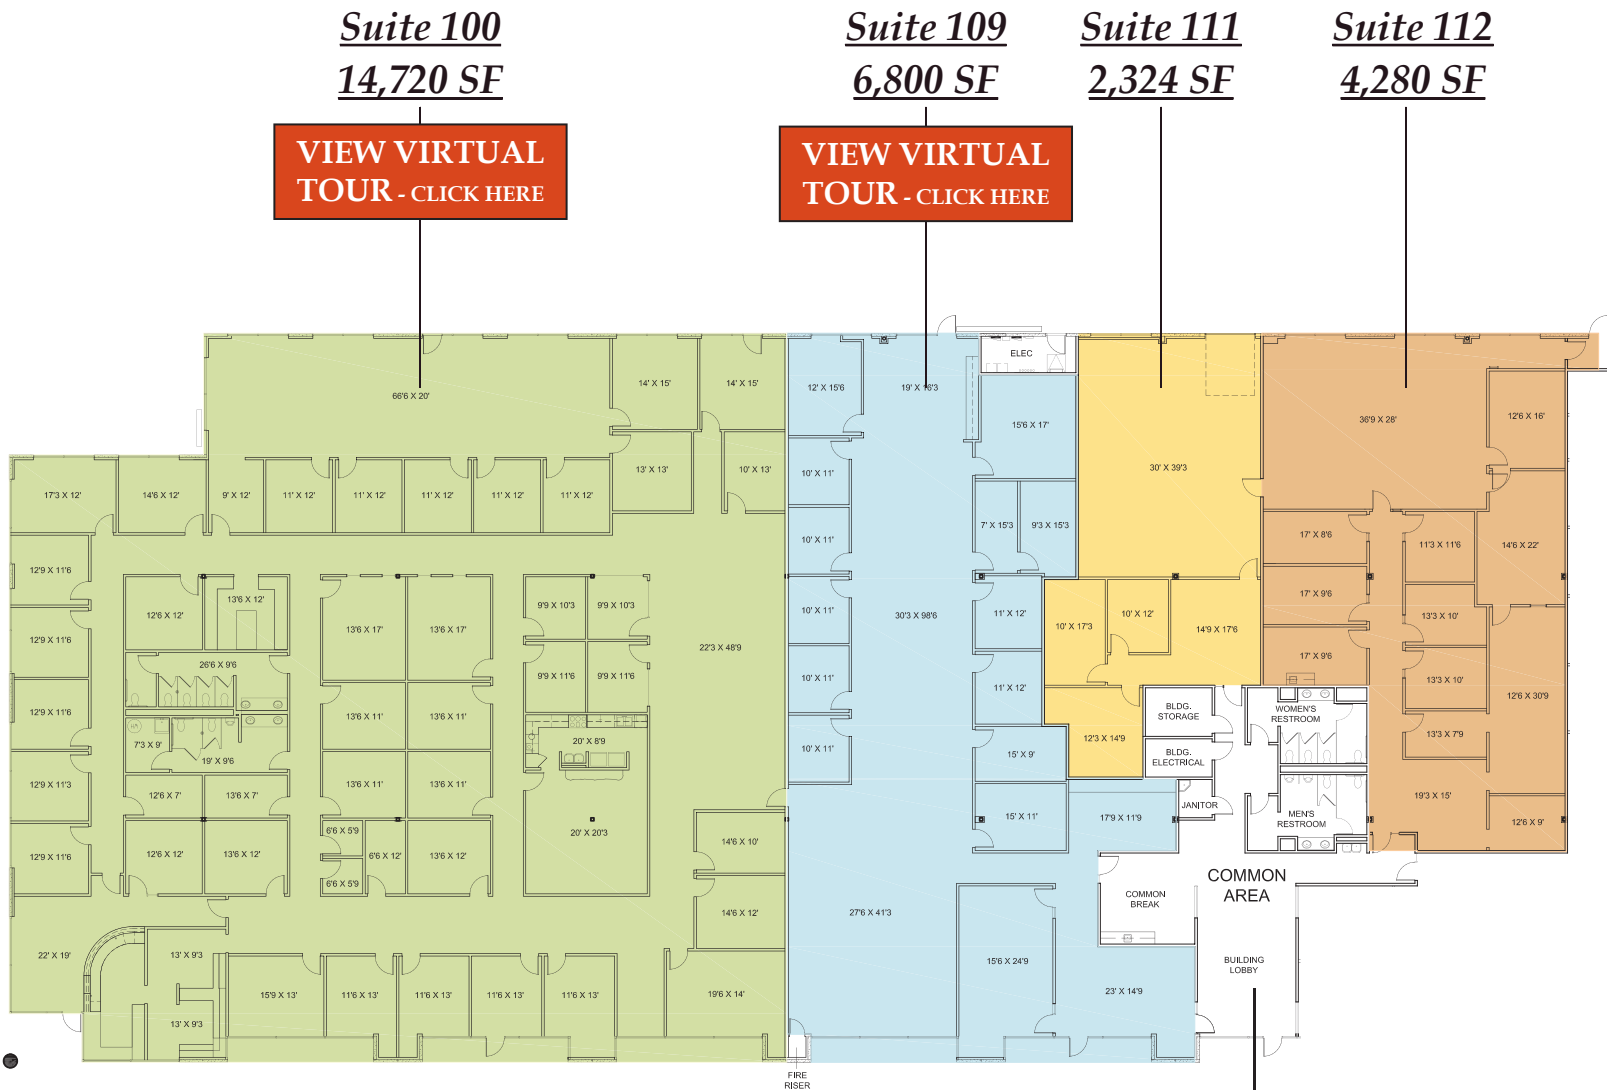 Suite 100
14,720 SF
VIEW VIRTUAL
TOUR - CLICK HERE
Suite 109
6,800 SF
VIEW VIRTUAL
TOUR - CLICK HERE
Suite 111
2,324 SF
Suite 112
4,280 SF
66'6 X 20'
14' X 15'
14' X 15'
13' X 13'
10' X 13'
17'3 X 12'
14'6 X 12'
9' X 12'
11' X 12'
11' X 12'
11' X 12'
11' X 12'
11' X 12'
12'9 X 11'6
12'9 X 11'6
12'9 X 11'6
12'9 X 11'3
12'9 X 11'6
12'6 X 12'
13'6 X 12'
26'6 X 9'6
7'3 X 9'
19' X 9'6
12'6 X 7'
13'6 X 7'
12'6 X 12'
13'6 X 12'
13'6 X 17'
13'6 X 17'
13'6 X 11'
13'6 X 11'
13'6 X 11'
13'6 X 11'
6'6 X 5'9
6'6 X 12'
13'6 X 12'
6'6 X 5'9
9'9 X 10'3
9'9 X 10'3
9'9 X 11'6
9'9 X 11'6
20' X 8'9
20' X 20'3
22'3 X 48'9
14'6 X 10'
14'6 X 12'
22' X 19'
13' X 9'3
13' X 9'3
15'9 X 13'
11'6 X 13'
11'6 X 13'
11'6 X 13'
11'6 X 13'
19'6 X 14'
12' X 15'6
19' X 16'3
ELEC
15'6 X 17'
10' X 11'
10' X 11'
7' X 15'3
9'3 X 15'3
10' X 11'
30'3 X 98'6
11' X 12'
10' X 11'
11' X 12'
10' X 11'
15' X 9'
15' X 11'
17'9 X 11'9
27'6 X 41'3
15'6 X 24'9
23' X 14'9
FIRE
RISER
30' X 39'3
10' X 17'3
10' X 12'
14'9 X 17'6
12'3 X 14'9
BLDG.
STORAGE
BLDG.
ELECTRICAL
JANITOR
WOMEN'S
RESTROOM
MEN'S
RESTROOM
COMMON
AREA
COMMON
BREAK
BUILDING
LOBBY
36'9 X 28'
12'6 X 16'
17' X 8'6
11'3 X 11'6
14'6 X 22'
17' X 9'6
13'3 X 10'
17' X 9'6
13'3 X 10'
12'6 X 30'9
13'3 X 7'9
19'3 X 15'
12'6 X 9'